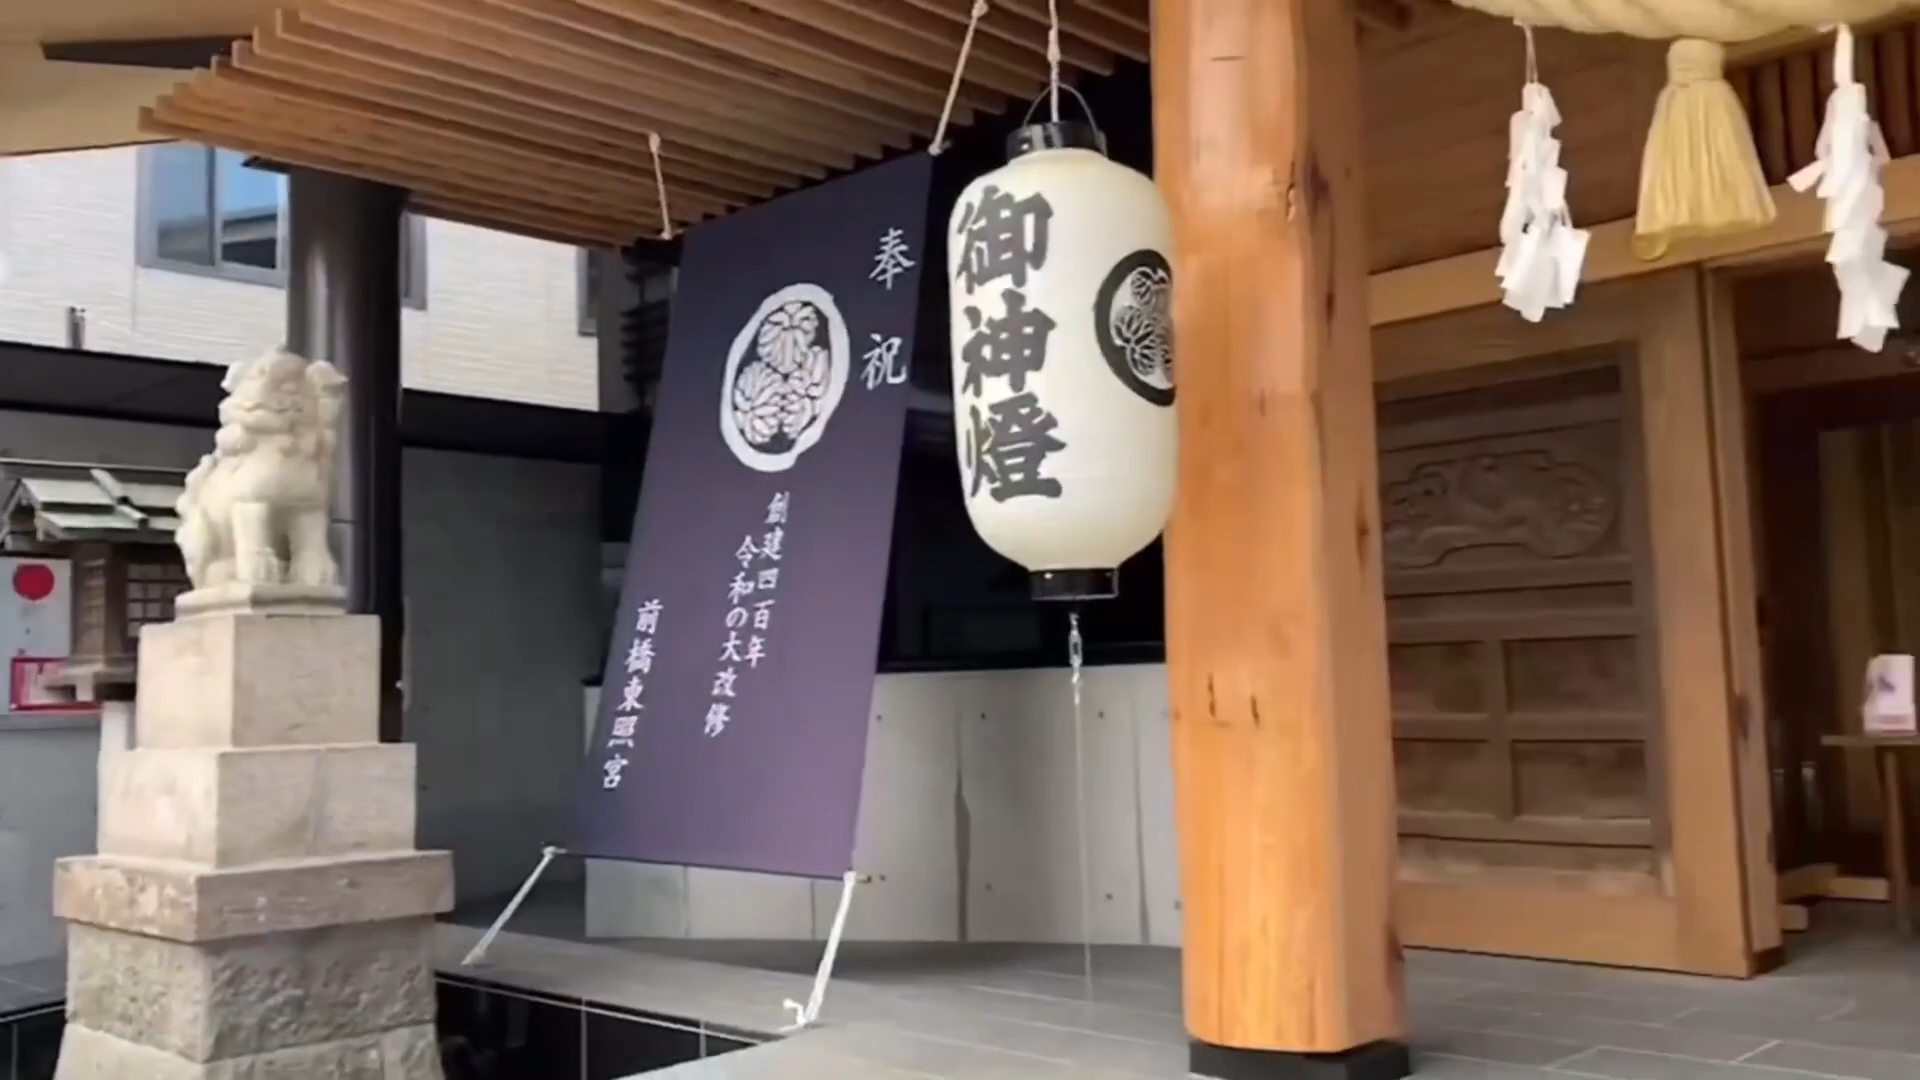 奉祝
創建四百年
令和の大改修
前橋東照宮
御神燈